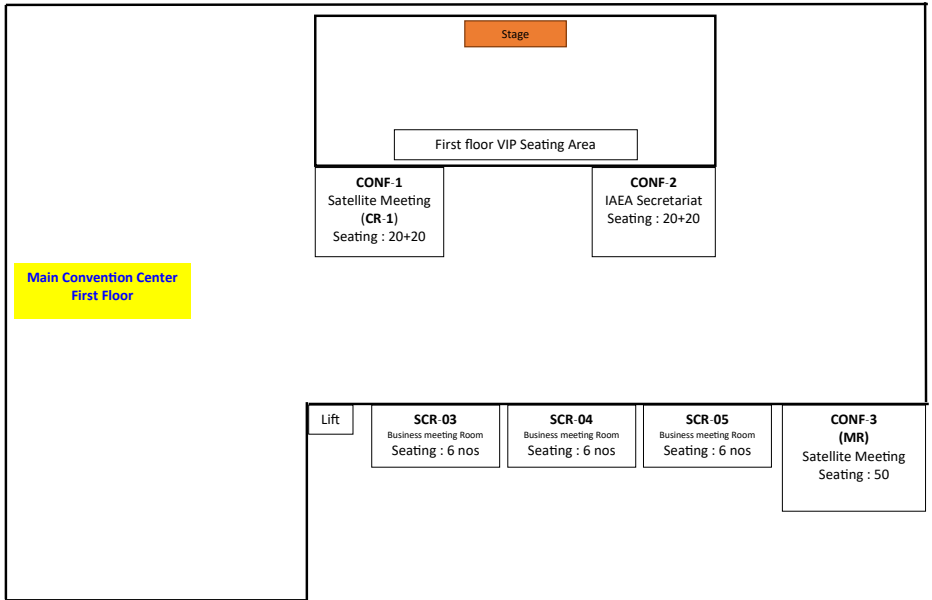 Stage
First floor VIP Seating Area
CONF-1
Satellite Meeting
(CR-1)
Seating : 20+20
CONF-2
IAEA Secretariat
Seating : 20+20
Main Convention Center
First Floor
Lift
SCR-03
Business meeting Room
Seating : 6 nos
SCR-04
Business meeting Room
Seating : 6 nos
SCR-05
Business meeting Room
Seating : 6 nos
CONF-3
(MR)
Satellite Meeting
Seating : 50